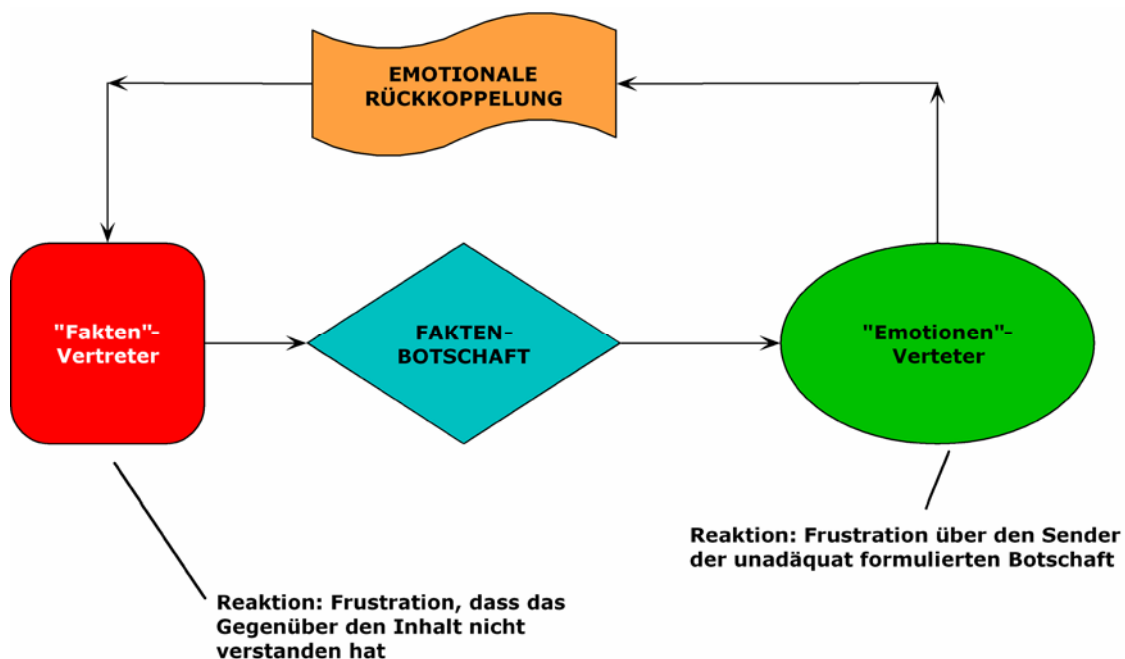 EMOTIONALE
RÜCKKOPPELUNG
"Fakten"-
Vertreter
FAKTEN-
BOTSCHAFT
"Emotionen"-
Verteter
Reaktion: Frustration über den Sender
der unadäquat formulierten Botschaft
Reaktion: Frustration, dass das
Gegenüber den Inhalt nicht
verstanden hat